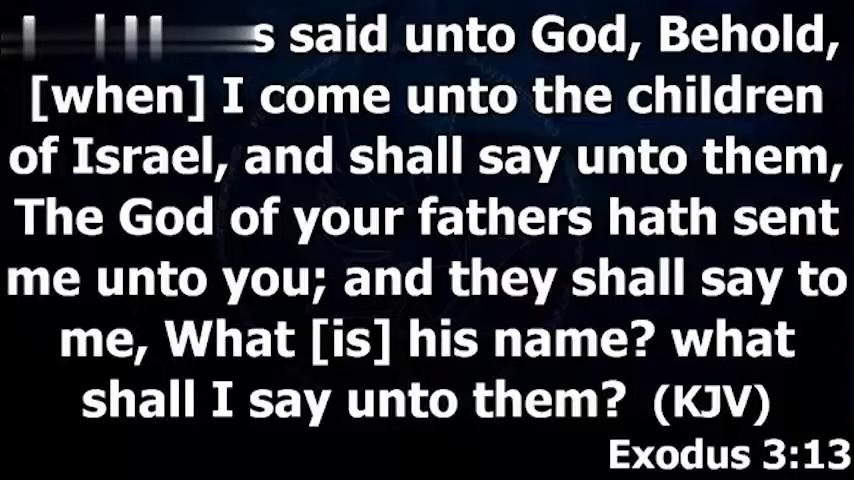 said unto God, Behold,
[when] I come unto the children
of Israel, and shall say unto them,
The God of your fathers hath sent
me unto you; and they shall say to
me, What [is] his name? what
shall I say unto them? (KJV)
Exodus 3:13